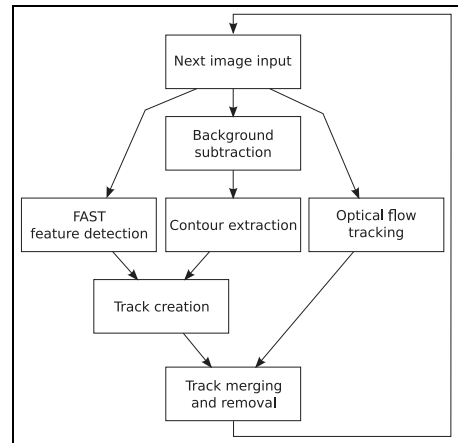 Next image input
Background
subtraction
FAST
feature detection
Contour extraction
Optical flow
tracking
Track creation
Track merging
and removal